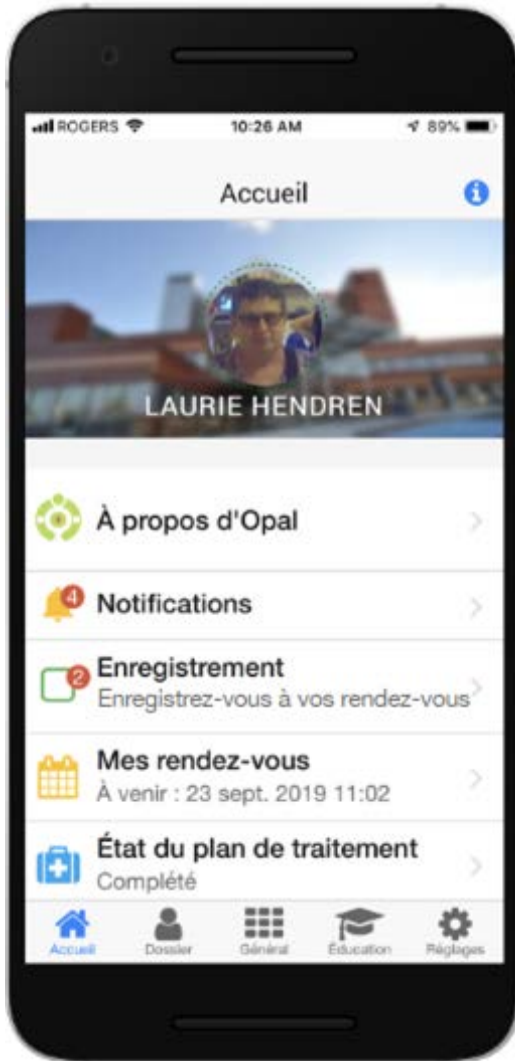 ROGERS 10:26 AM 89%
Accueil
LAURIE HENDREN
À propos d'Opal
4
Notifications
2
Enregistrement
Enregistrez-vous à vos rendez-vous
Mes rendez-vous
À venir : 23 sept. 2019 11:02
État du plan de traitement
Complété
Accueil Dossier Général Éducation Réglages